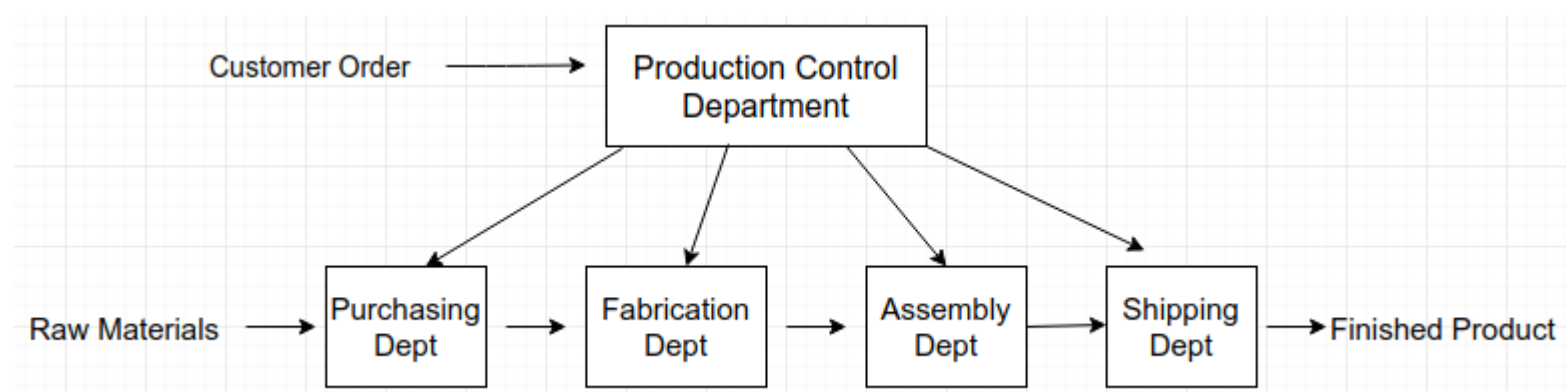 Customer Order
Production Control
Department
Raw Materials
Purchasing
Dept
Fabrication
Dept
Assembly
Dept
Shipping
Dept
Finished Product